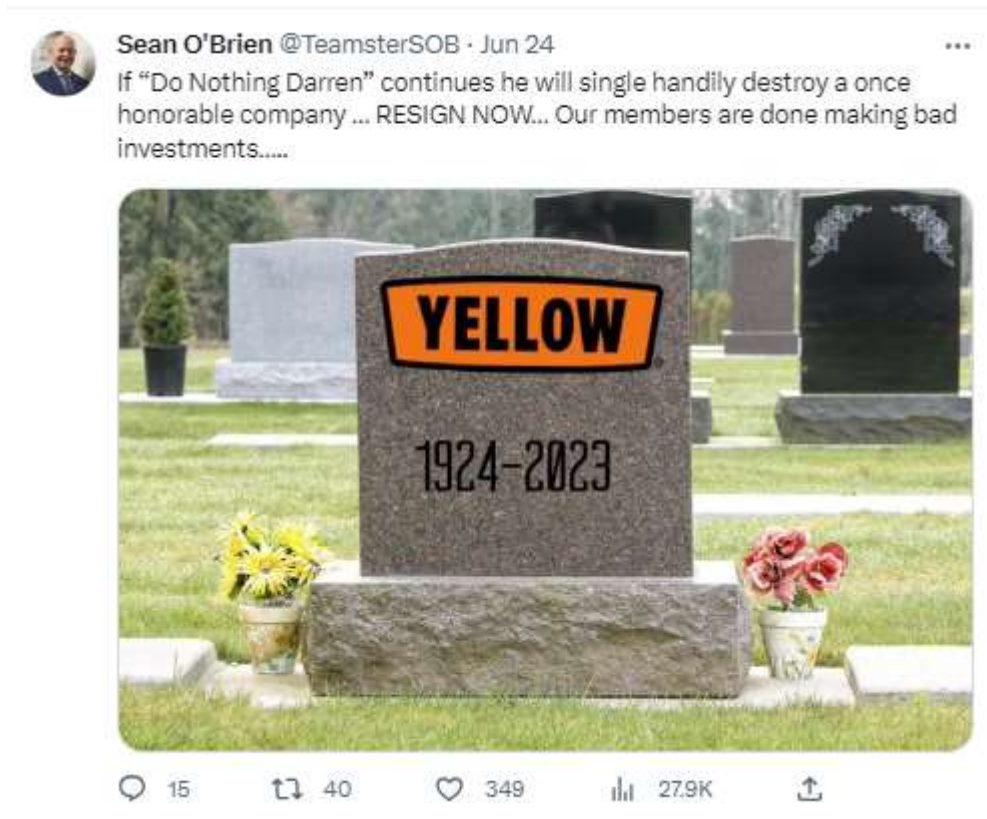 Sean O'Brien @TeamsterSOB · Jun 24
If “Do Nothing Darren” continues he will single handily destroy a once
honorable company ... RESIGN NOW... Our members are done making bad
investments.....
YELLOW
1924-2023
15 40 349 27.9K